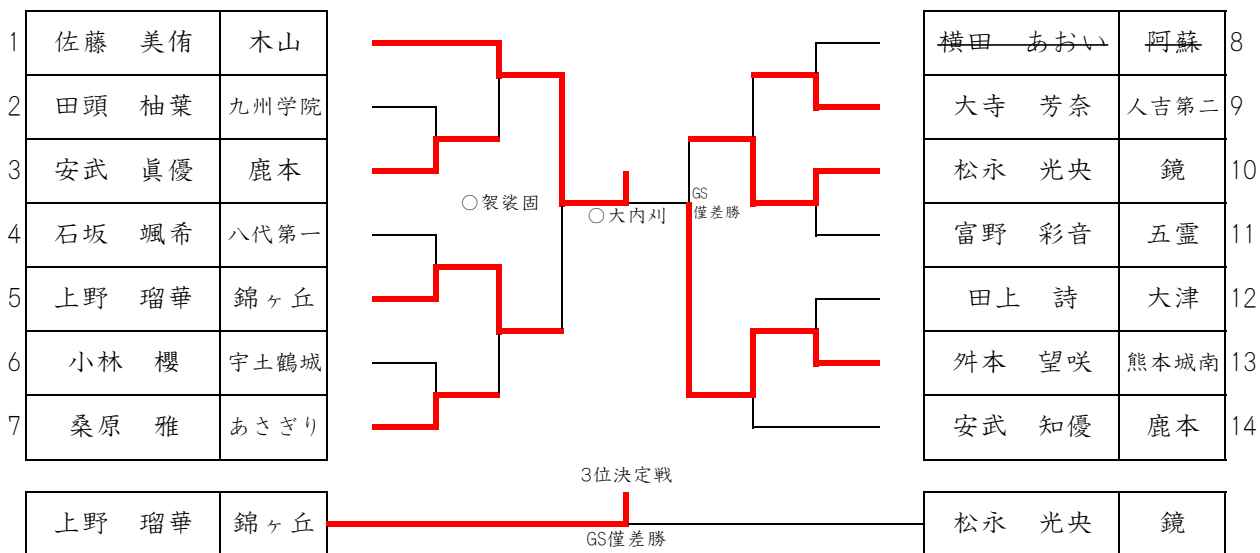 1 佐藤 美侑 木山
2 田頭 柚葉 九州学院
3 安武 眞優 鹿本
4 石坂 颯希 八代第一
5 上野 瑠華 錦ヶ丘
6 小林 櫻 宇土鶴城
7 桑原 雅 あさぎり
○袈裟固
○大内刈
GS
僅差勝
横田 あおい 阿蘇 8
大寺 芳奈 人吉第二 9
松永 光央 鏡 10
富野 彩音 五霊 11
田上 詩 大津 12
舛本 望咲 熊本城南 13
安武 知優 鹿本 14
3位決定戦
上野 瑠華 錦ヶ丘
GS僅差勝
松永 光央 鏡